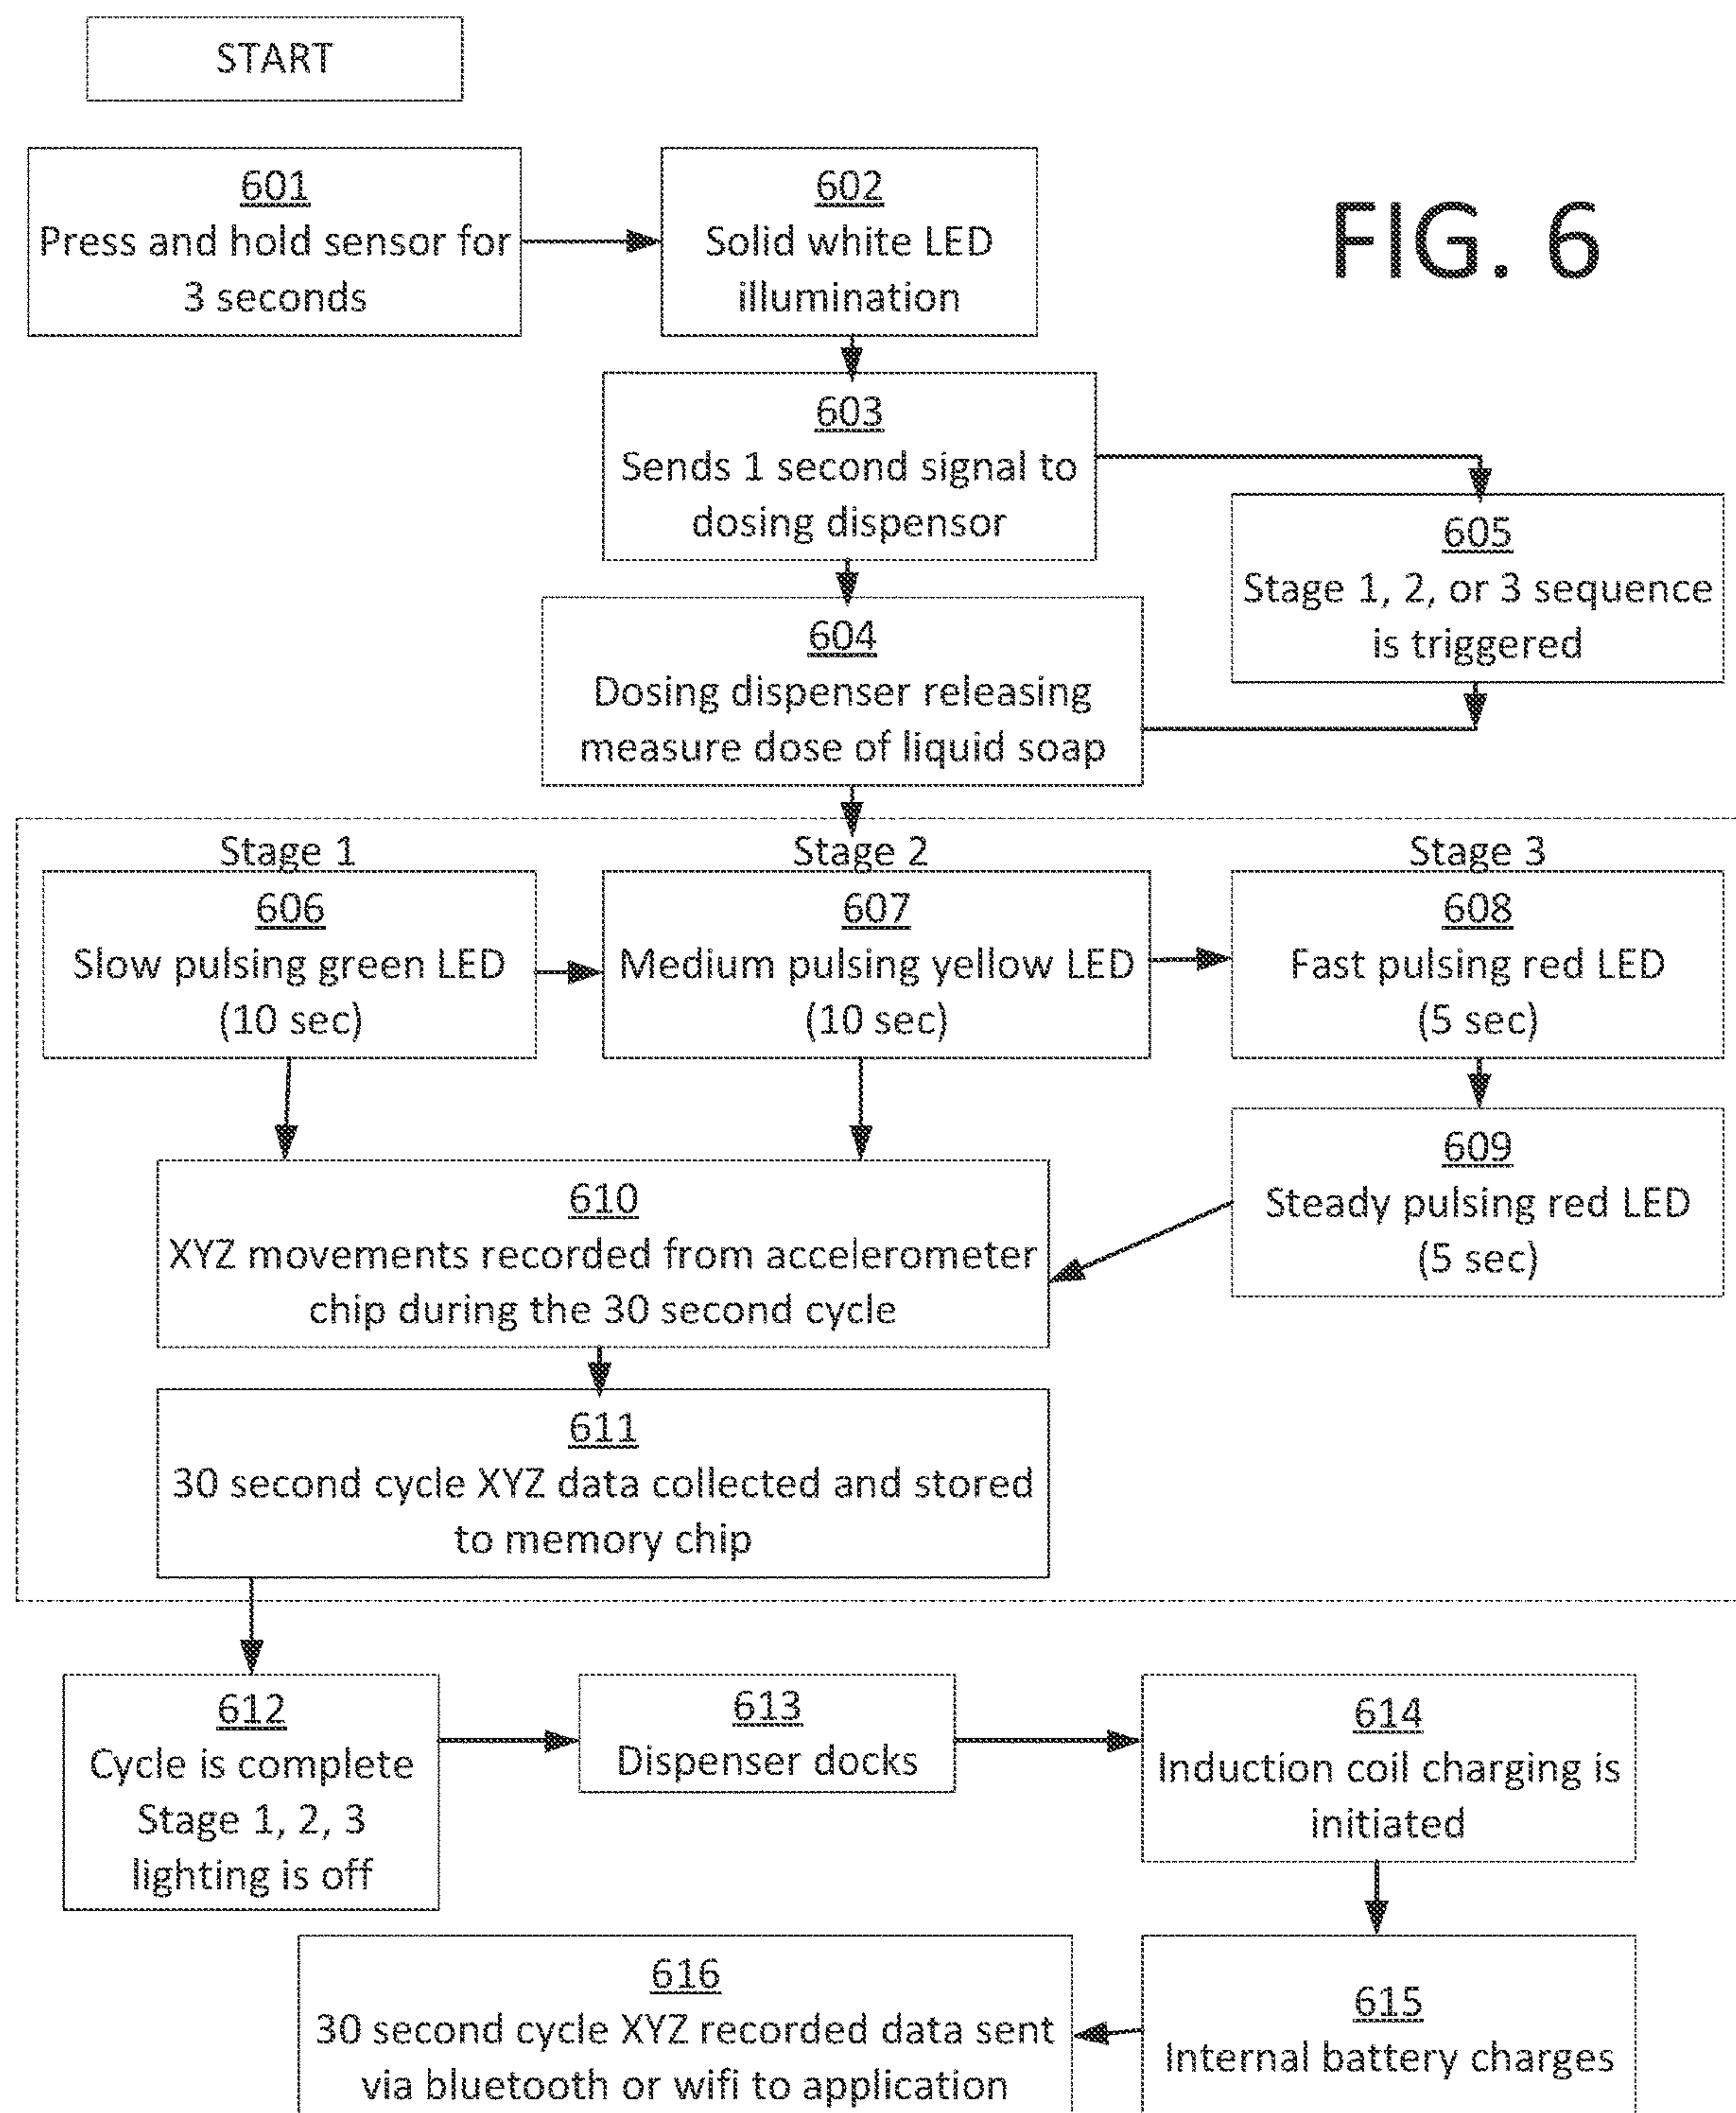 START
601
Press and hold sensor for
3 seconds
602
Solid white LED
illumination
FIG. 6
603
Sends 1 second signal to
dosing dispensor
605
Stage 1, 2, or 3 sequence
is triggered
604
Dosing dispenser releasing
measure dose of liquid soap
Stage 1
606
Slow pulsing green LED
(10 sec)
Stage 2
607
Medium pulsing yellow LED
(10 sec)
Stage 3
608
Fast pulsing red LED
(5 sec)
609
Steady pulsing red LED
(5 sec)
610
XYZ movements recorded from accelerometer
chip during the 30 second cycle
611
30 second cycle XYZ data collected and stored
to memory chip
612
Cycle is complete
Stage 1, 2, 3
lighting is off
613
Dispenser docks
614
Induction coil charging is
initiated
615
Internal battery charges
616
30 second cycle XYZ recorded data sent
via bluetooth or wifi to application